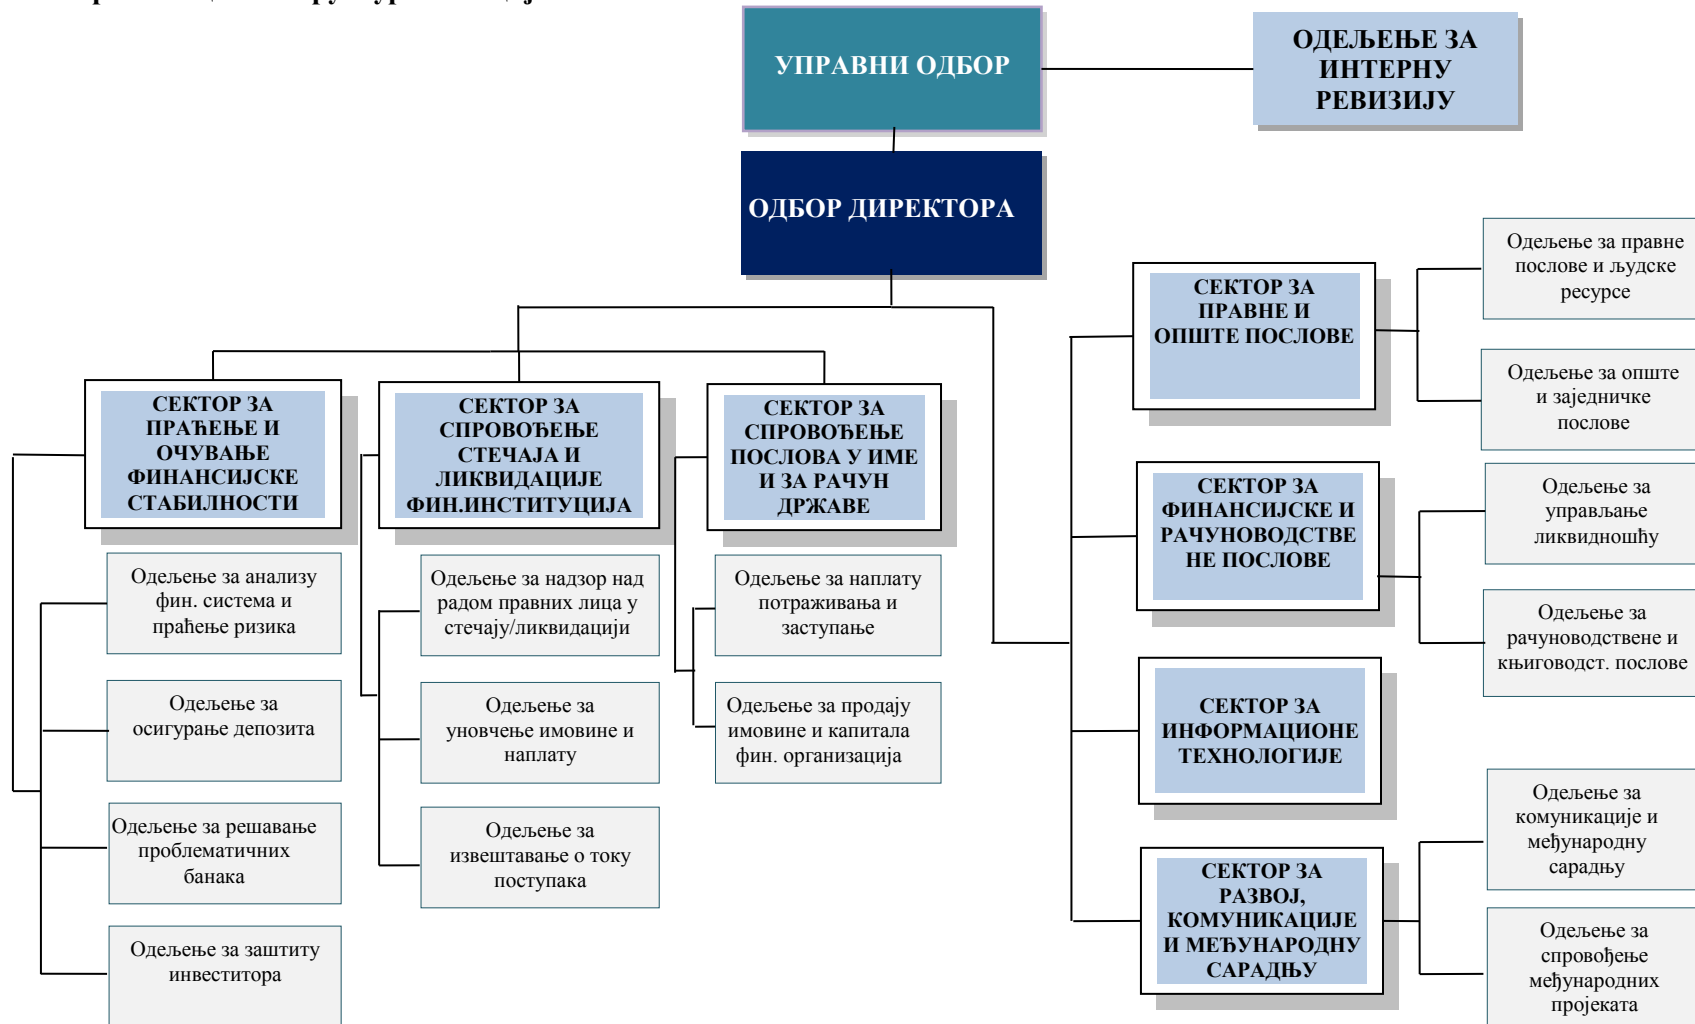 УПРАВНИ ОДБОР
ОДЕЉЕЊЕ ЗА
ИНТЕРНУ
РЕВИЗИЈУ
ОДБОР ДИРЕКТОРА
СЕКТОР ЗА
ПРАЋЕЊЕ И
ОЧУВАЊЕ
ФИНАНСИЈСКЕ
СТАБИЛНОСТИ
Одељење за анализу
фин. система и
праћење ризика
Одељење за
осигурање депозита
Одељење за решавање
проблематичних
банака
Одељење за заштиту
инвеститора
СЕКТОР ЗА
СПРОВОЂЕЊЕ
СТЕЧАЈА И
ЛИКВИДАЦИЈЕ
ФИН.ИНСТИТУЦИЈА
Одељење за надзор над
радом правних лица у
стечају/ликвидацији
Одељење за
уновчење имовине и
наплату
Одељење за
извештавање о току
поступака
СЕКТОР ЗА
СПРОВОЂЕЊЕ
ПОСЛОВА У ИМЕ
И ЗА РАЧУН
ДРЖАВЕ
Одељење за наплату
потраживања и
заступање
Одељење за продају
имовине и капитала
фин. организација
СЕКТОР ЗА
ПРАВНЕ И
ОПШТЕ ПОСЛОВЕ
Одељење за правне
послове и људске
ресурсе
Одељење за опште
и заједничке
послове
СЕКТОР ЗА
ФИНАНСИЈСКЕ И
РАЧУНОВОДСТВЕ
НЕ ПОСЛОВЕ
Одељење за
управљање
ликвидношћу
Одељење за
рачуноводствене и
књиговодст. послове
СЕКТОР ЗА
ИНФОРМАЦИОНЕ
ТЕХНОЛОГИЈЕ
СЕКТОР ЗА
РАЗВОЈ,
КОМУНИКАЦИЈЕ
И МЕЂУНАРОДНУ
САРАДЊУ
Одељење за
комуникације и
међународну
сарадњу
Одељење за
спровођење
међународних
пројеката